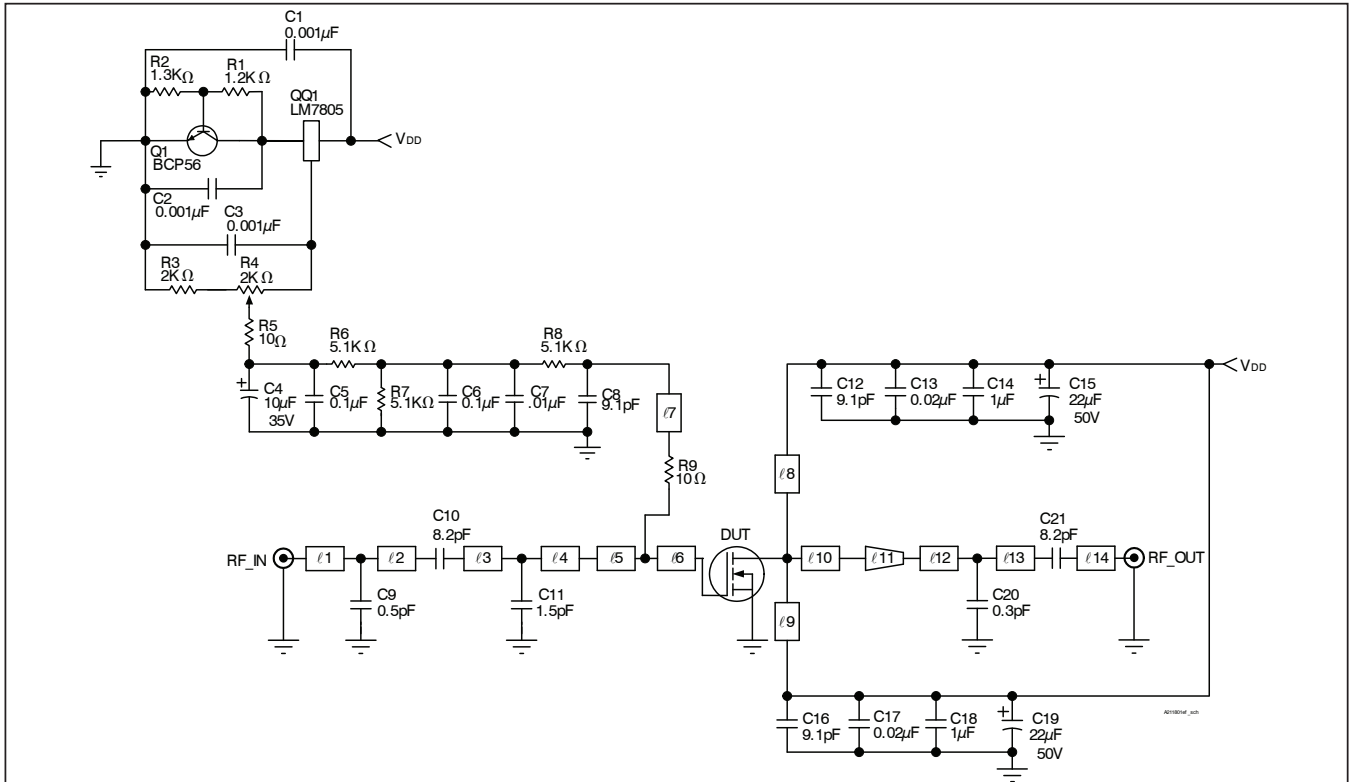 C1
0.001µF
R2
1.3KΩ
R1
1.2KΩ
QQ1
LM7805
VDD
Q1
BCP56
C2
0.001µF
C3
0.001µF
R3
2KΩ
R4
2KΩ
R5
10Ω
R6
5.1KΩ
R8
5.1KΩ
C4
10µF
35V
C5
0.1µF
R7
5.1KΩ
C6
0.1µF
C7
.01µF
C8
9.1pF
ℓ7
R9
10Ω
VDD
C12
9.1pF
C13
0.02µF
C14
1µF
C15
22µF
50V
ℓ8
RF_IN
ℓ1
ℓ2
C10
8.2pF
ℓ3
ℓ4
ℓ5
ℓ6
DUT
ℓ10
ℓ11
ℓ12
ℓ13
C21
8.2pF
ℓ14
RF_OUT
C9
0.5pF
C11
1.5pF
ℓ9
C20
0.3pF
C16
9.1pF
C17
0.02µF
C18
1µF
C19
22µF
50V